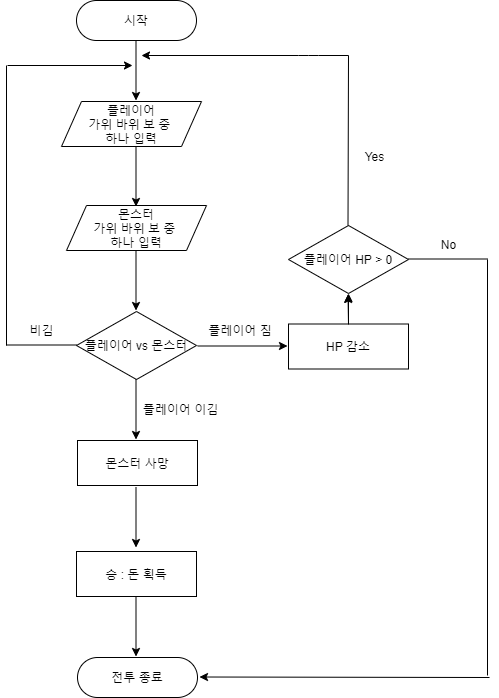 시작
플레이어
가위 바위 보 중
하나 입력
Yes
몬스터
가위 바위 보 중
하나 입력
플레이어 HP > 0
No
비김
플레이어 vs 몬스터
플레이어 짐
HP 감소
플레이어 이김
몬스터 사망
승 : 돈 획득
전투 종료